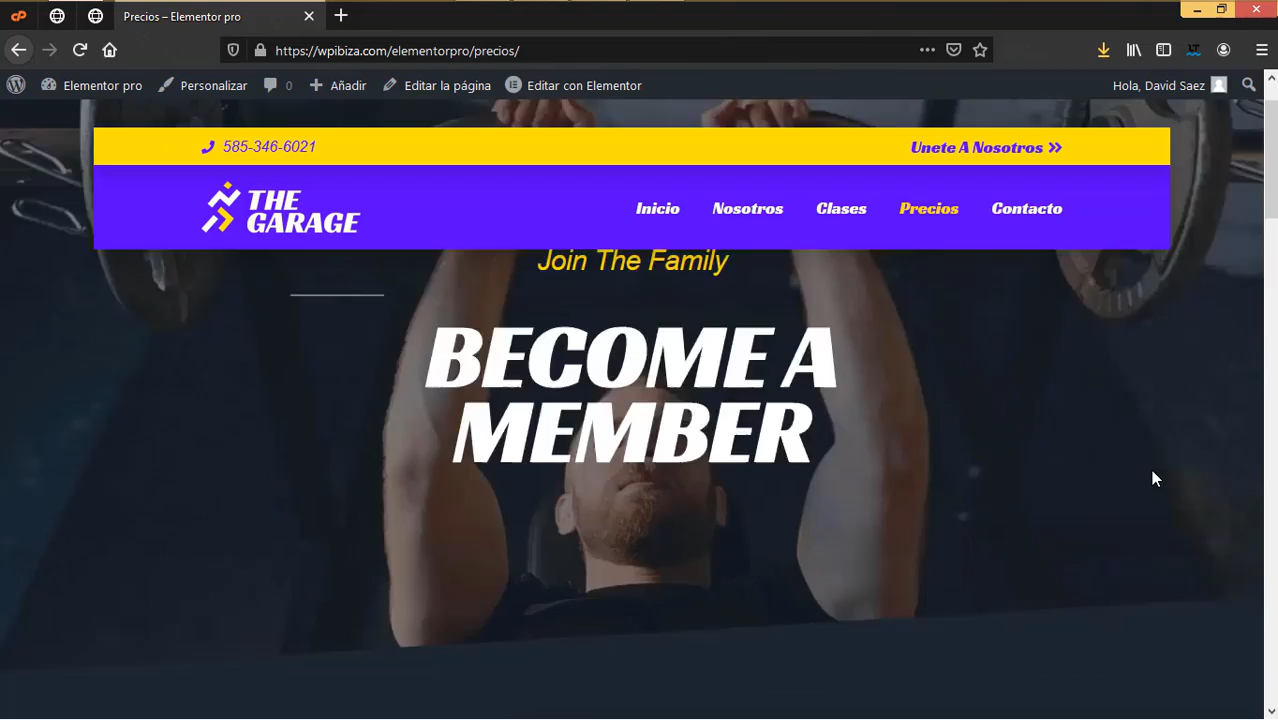 Precios – Elementor pro
https://wpibiza.com/elementorpro/precios/
Elementor pro Personalizar 0 Añadir Editar la página Editar con Elementor Hola, David Saez
585-346-6021 Unete A Nosotros
THE
GARAGE
Inicio Nosotros Clases Precios Contacto
Join The Family
BECOME A
MEMBER